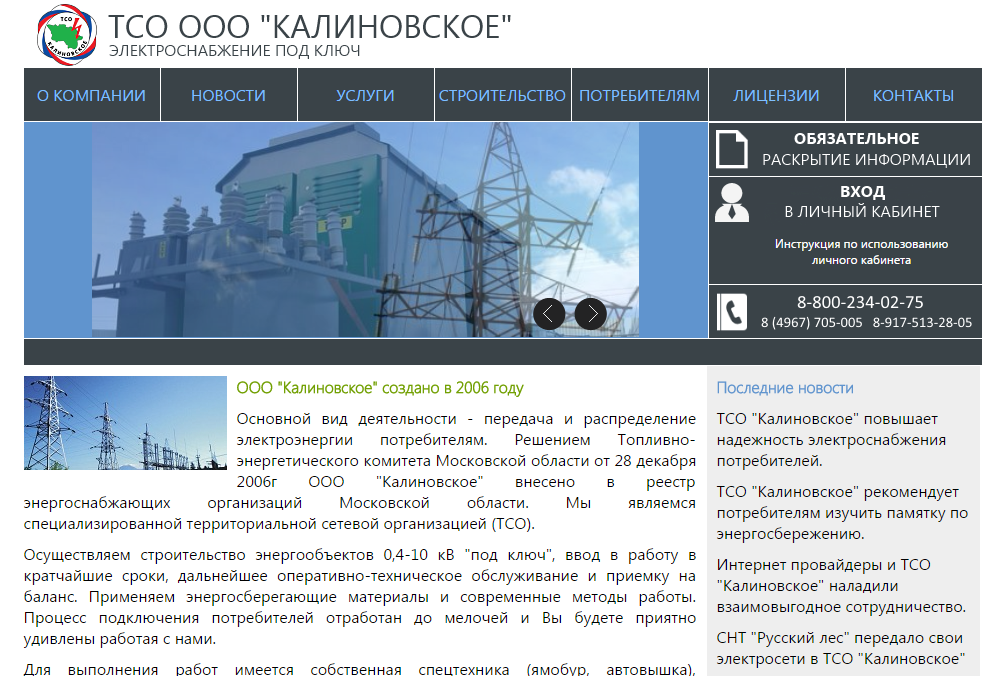 ТСО
КАЛИНОВСКОЕ
ТСО ООО "КАЛИНОВСКОЕ"
ЭЛЕКТРОСНАБЖЕНИЕ ПОД КЛЮЧ
О КОМПАНИИ
НОВОСТИ
УСЛУГИ
СТРОИТЕЛЬСТВО
ПОТРЕБИТЕЛЯМ
ЛИЦЕНЗИИ
КОНТАКТЫ
ОБЯЗАТЕЛЬНОЕ
РАСКРЫТИЕ ИНФОРМАЦИИ
ВХОД
В ЛИЧНЫЙ КАБИНЕТ
Инструкция по использованию
личного кабинета
8-800-234-02-75
8 (4967) 705-005 8-917-513-28-05
ООО "Калиновское" создано в 2006 году
Основной вид деятельности - передача и распределение
электроэнергии потребителям. Решением Топливно-
энергетического комитета Московской области от 28 декабря
2006г ООО "Калиновское" внесено в реестр
энергоснабжающих организаций Московской области. Мы являемся
специализированной территориальной сетевой организацией (ТСО).
Осуществляем строительство энергообъектов 0,4-10 кВ "под ключ", ввод в работу в
кратчайшие сроки, дальнейшее оперативно-техническое обслуживание и приемку на
баланс. Применяем энергосберегающие материалы и современные методы работы.
Процесс подключения потребителей отработан до мелочей и Вы будете приятно
удивлены работая с нами.
Для выполнения работ имеется собственная спецтехника (ямобур, автовышка),
Последние новости
ТСО "Калиновское" повышает
надежность электроснабжения
потребителей.
ТСО "Калиновское" рекомендует
потребителям изучить памятку по
энергосбережению.
Интернет провайдеры и ТСО
"Калиновское" наладили
взаимовыгодное сотрудничество.
СНТ "Русский лес" передало свои
электросети в ТСО "Калиновское"